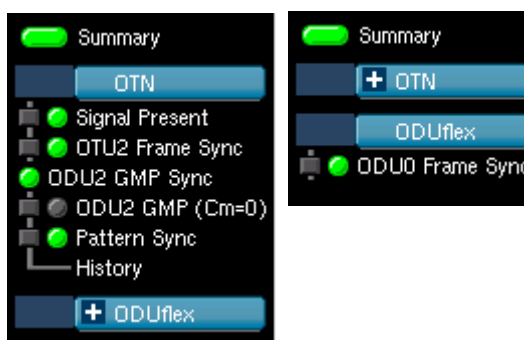 Summary
OTN
Signal Present
OTU2 Frame Sync
ODU2 GMP Sync
ODU2 GMP (Cm=0)
Pattern Sync
History
+ ODUflex
Summary
+ OTN
ODUflex
ODU0 Frame Sync